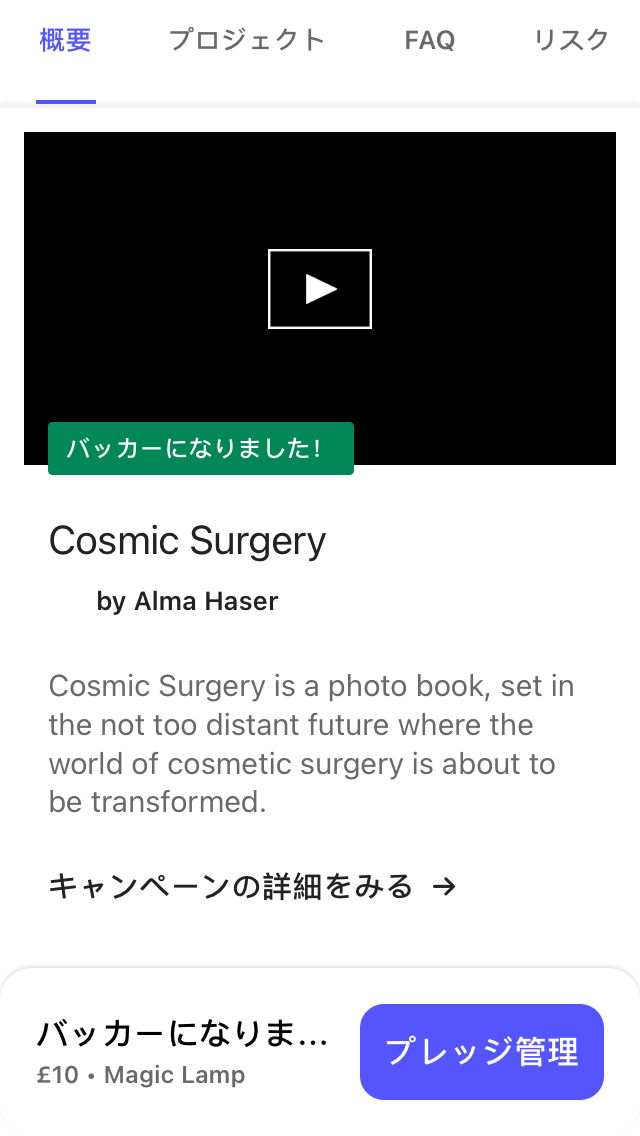 概要 プロジェクト FAQ リスク
バッカーになりました!
Cosmic Surgery
by Alma Haser
Cosmic Surgery is a photo book, set in
the not too distant future where the
world of cosmetic surgery is about to
be transformed.
キャンペーンの詳細をみる →
バッカーになりま...
£10 • Magic Lamp
プレッジ管理